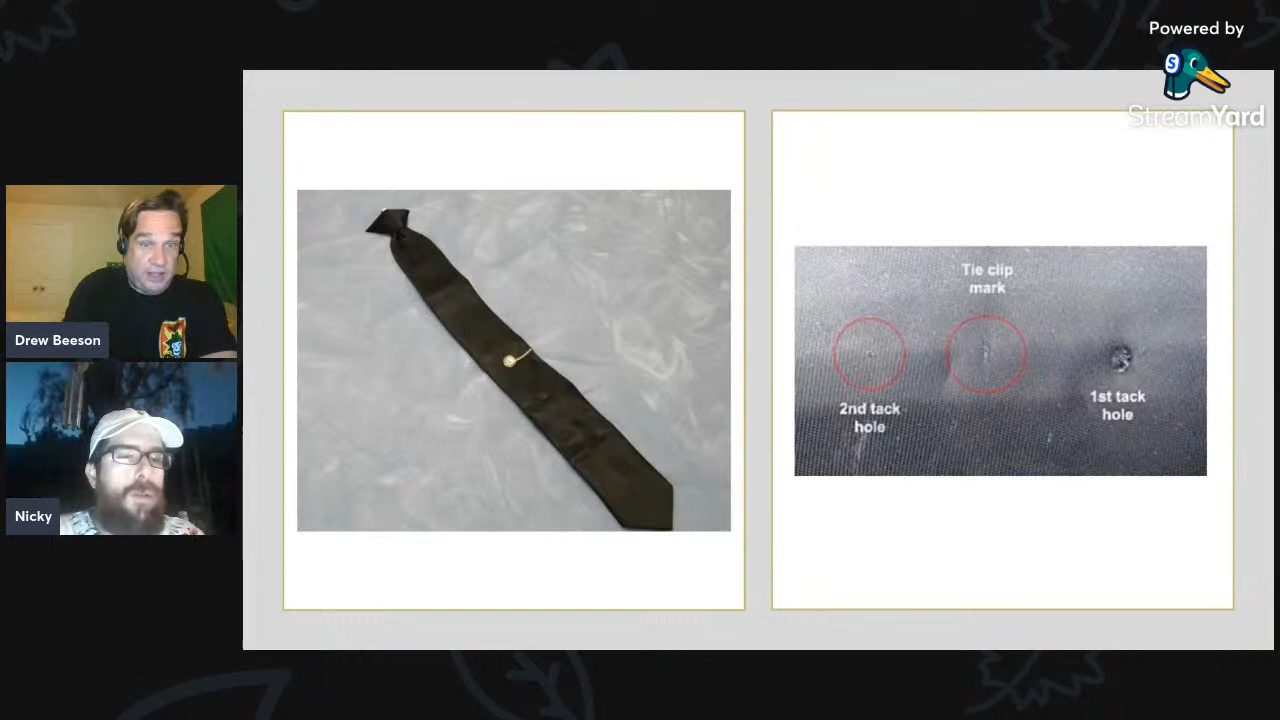 Powered by
S
StreamYard
Drew Beeson
Nicky
Tie clip
mark
2nd tack
hole
1st tack
hole